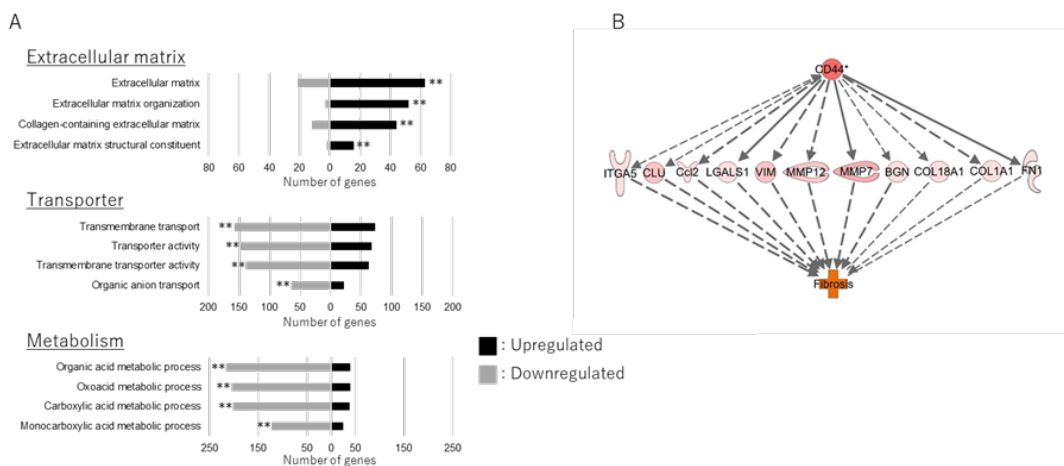 A
Extracellular matrix
Extracellular matrix **
Extracellular matrix organization **
Collagen-containing extracellular matrix **
Extracellular matrix structural constituent **
80 60 40 20 0 20 40 60 80
Number of genes
Transporter
Transmembrane transport **
Transporter activity **
Transmembrane transporter activity **
Organic anion transport **
200 150 100 50 0 50 100 150 200
Number of genes
Metabolism
Organic acid metabolic process **
Oxoacid metabolic process **
Carboxylic acid metabolic process **
Monocarboxylic acid metabolic process **
250 150 50 0 50 150 250
Number of genes
: Upregulated
: Downregulated
B
CD44*
ITGA5 CLU Ccl2 LGALS1 VIM MMP12 MMP7 BGN COL18A1 COL1A1 FN1
Fibrosis